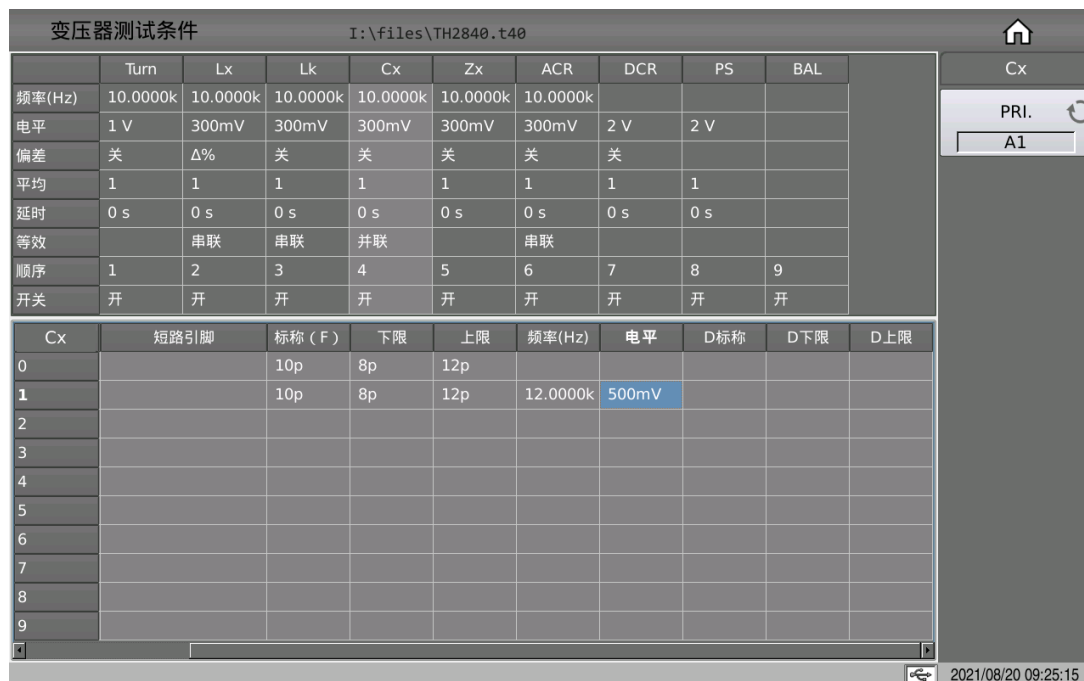 变压器测试条件 I:\files\TH2840.t40
Turn Lx Lk Cx Zx ACR DCR PS BAL Cx
频率(Hz) 10.0000k 10.0000k 10.0000k 10.0000k 10.0000k 10.0000k
PRI.
电平 1 V 300mV 300mV 300mV 300mV 300mV 2 V 2 V
A1
偏差 关 Δ% 关 关 关 关 关
平均 1 1 1 1 1 1 1 1
延时 0 s 0 s 0 s 0 s 0 s 0 s 0 s 0 s
等效 串联 串联 并联 串联
顺序 1 2 3 4 5 6 7 8 9
开关 开 开 开 开 开 开 开 开 开
Cx 短路引脚 标称（F） 下限 上限 频率(Hz) 电平 D标称 D下限 D上限
0 10p 8p 12p
1 10p 8p 12p 12.0000k 500mV
2
3
4
5
6
7
8
9
2021/08/20 09:25:15